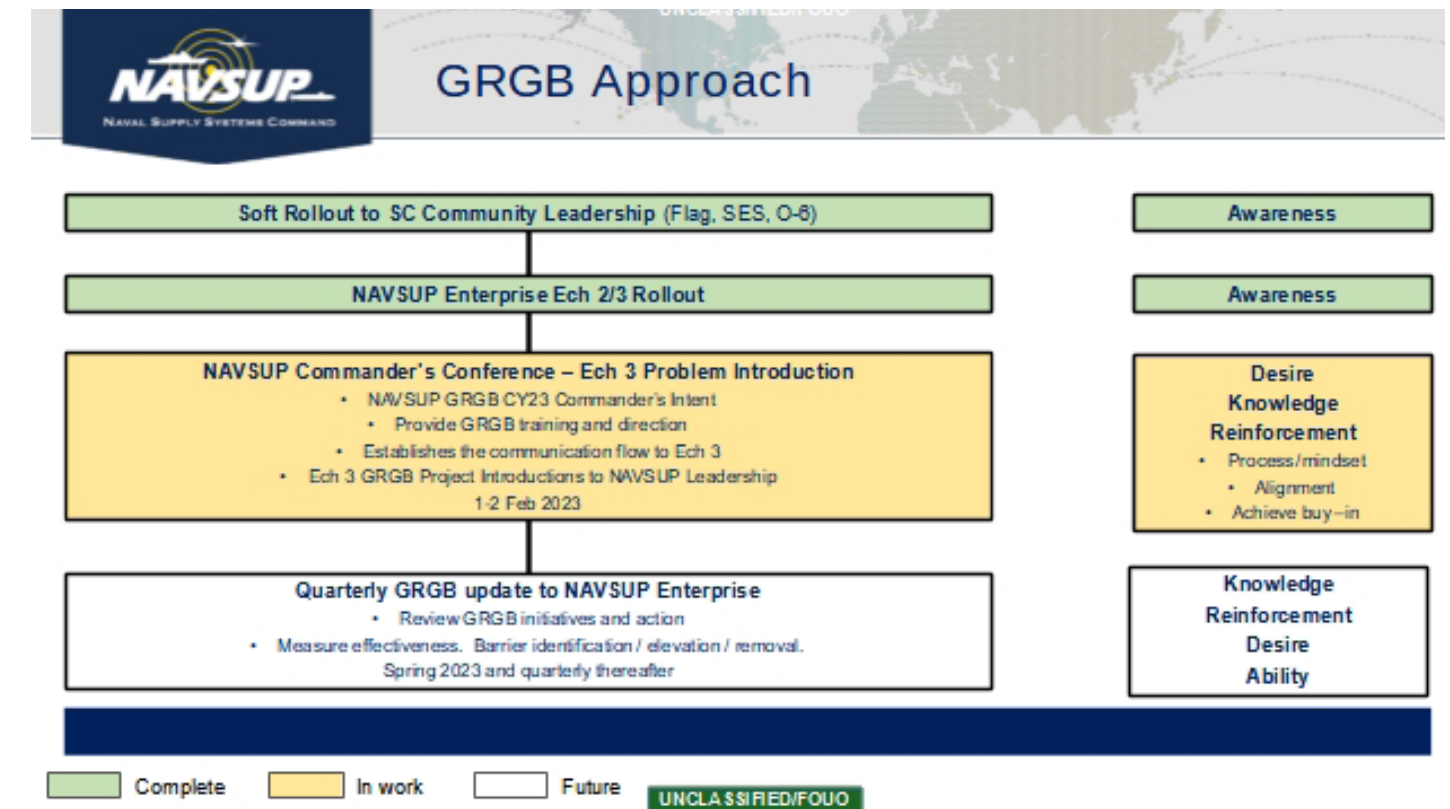 UNCLASSIFIED/FOUO
NAVSUP
NAVAL SUPPLY SYSTEMS COMMAND
GRGB Approach
Soft Rollout to SC Community Leadership (Flag, SES, O-6)
Awareness
NAVSUP Enterprise Ech 2/3 Rollout
Awareness
NAVSUP Commander's Conference – Ech 3 Problem Introduction
• NAVSUP GRGB CY23 Commander's Intent
• Provide GRGB training and direction
• Establishes the communication flow to Ech 3
• Ech 3 GRGB Project Introductions to NAVSUP Leadership
1-2 Feb 2023
Desire
Knowledge
Reinforcement
• Process/mindset
• Alignment
• Achieve buy–in
Quarterly GRGB update to NAVSUP Enterprise
• Review GRGB initiatives and action
• Measure effectiveness. Barrier identification / elevation / removal.
Spring 2023 and quarterly thereafter
Knowledge
Reinforcement
Desire
Ability
Complete
In work
Future
UNCLASSIFIED/FOUO